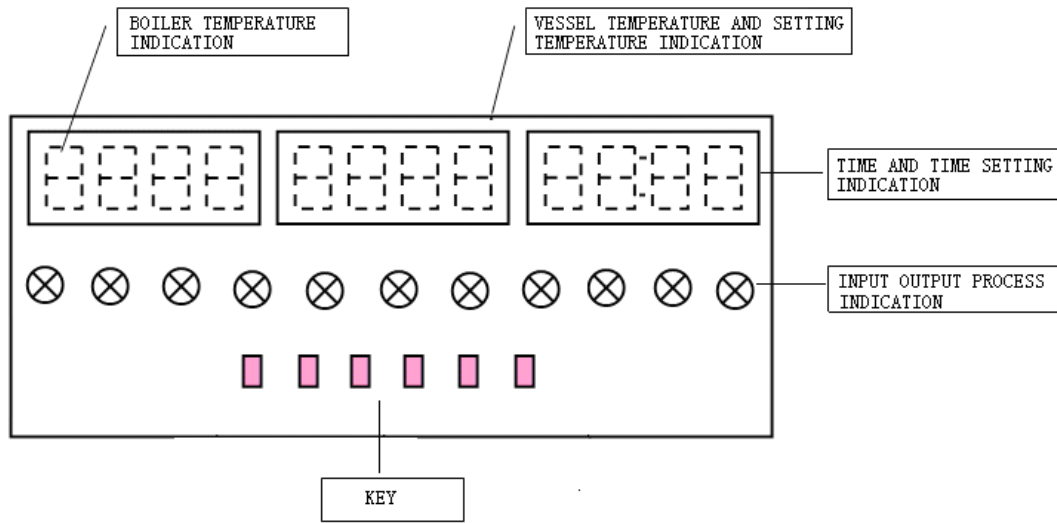 BOILER TEMPERATURE
INDICATION
VESSEL TEMPERATURE AND SETTING
TEMPERATURE INDICATION
TIME AND TIME SETTING
INDICATION
INPUT OUTPUT PROCESS
INDICATION
KEY